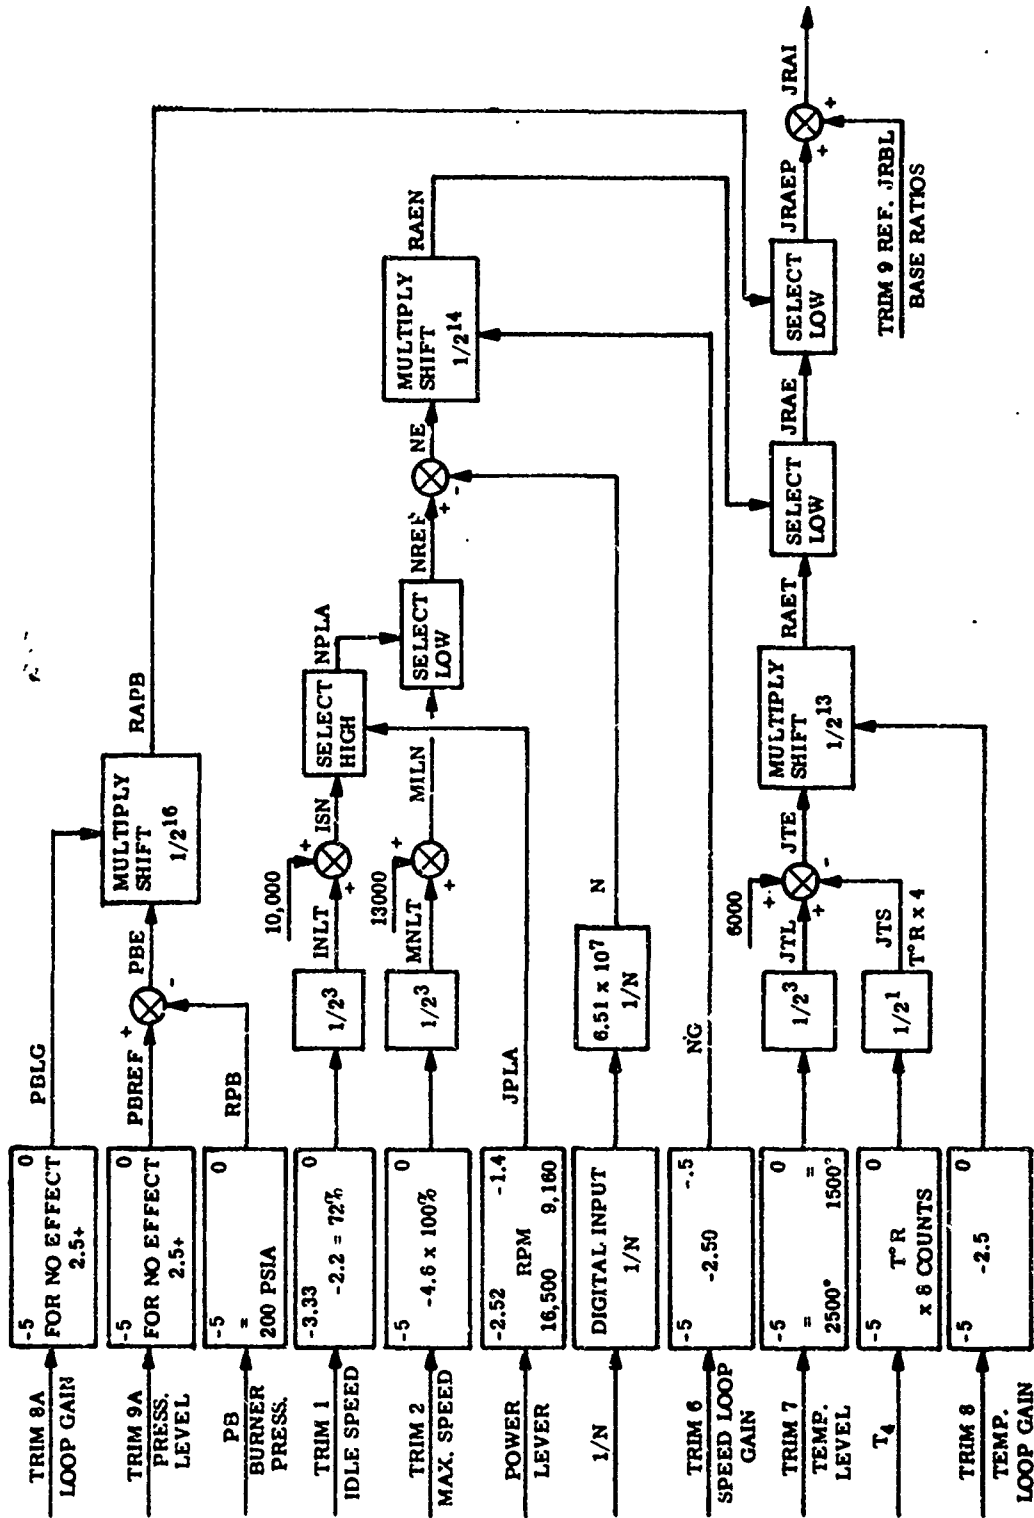 TRIM 8A
LOOP GAIN
-5 0
FOR NO EFFECT
2.5+
PBLG
TRIM 9A
PRESS.
LEVEL
-5 0
FOR NO EFFECT
2.5+
PBREF
+
-
PBE
MULTIPLY
SHIFT
1/2^16
RAPB
PB
BURNER
PRESS.
-5 0
=
200 PSIA
RPB
TRIM 1
IDLE SPEED
-3.33 0
-2.2 = 72%
1/2^3
INLT
10,000
+
+
ISN
SELECT
HIGH
NPLA
TRIM 2
MAX. SPEED
-5 0
-4.6 x 100%
1/2^3
MNLT
13000
+
+
MILN
SELECT
LOW
NREF
+
-
NE
MULTIPLY
SHIFT
1/2^14
RAEN
POWER
LEVER
-2.52 -1.4
RPM
16,500 9,160
JPLA
1/N
DIGITAL INPUT
1/N
6.51 x 10^7
1/N
N
TRIM 6
SPEED LOOP
GAIN
-5 -.5
-2.50
NG
TRIM 7
TEMP.
LEVEL
-5 0
= =
2500° 1500°
1/2^3
JTL
6000
+
+
-
JTE
MULTIPLY
SHIFT
1/2^13
RAET
SELECT
LOW
JRAE
SELECT
LOW
JRAEP
+
+
JRAI
T4
-5 0
T°R
x 8 COUNTS
1/2^1
JTS
T°R x 4
TRIM 8
TEMP.
LOOP GAIN
-5 0
-2.5
TRIM 9 REF. JRBL
BASE RATIOS